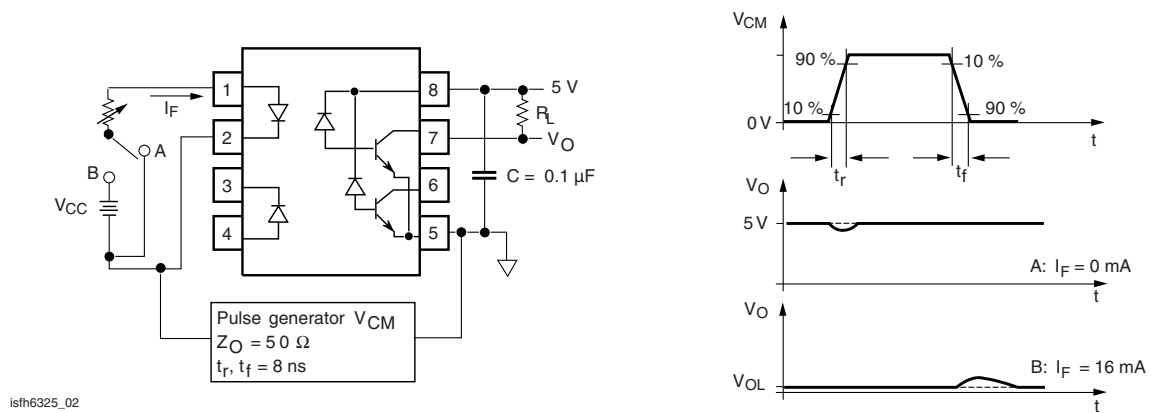 1
I_F
2
3
4
8
7
6
5
A
B
V_CC
5 V
R_L
V_O
C = 0.1 µF
Pulse generator V_CM
Z_O = 50 Ω
t_r, t_f = 8 ns
isfh6325_02
V_CM
90 %
10 %
10 %
90 %
0 V
t
t_r
t_f
V_O
5 V
A: I_F = 0 mA
t
V_O
B: I_F = 16 mA
V_OL
t